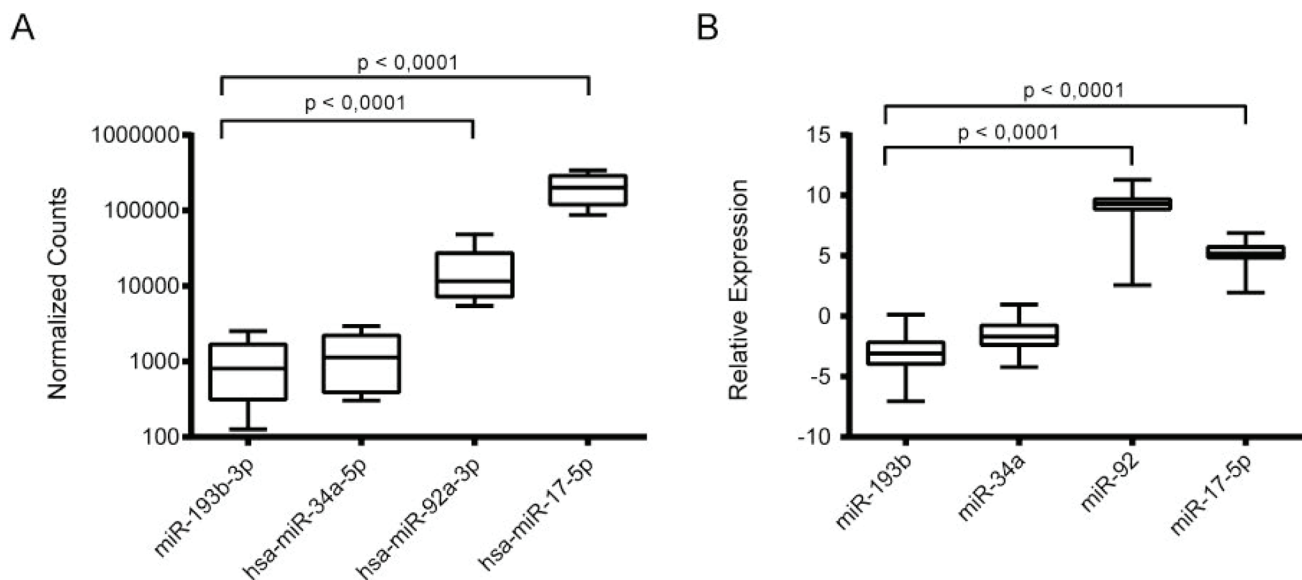 A
p < 0,0001
p < 0,0001
Normalized Counts
1000000
100000
10000
1000
100
miR-193b-3p
hsa-miR-34a-5p
hsa-miR-92a-3p
hsa-miR-17-5p
B
p < 0,0001
p < 0,0001
Relative Expression
15
10
5
0
-5
-10
miR-193b
miR-34a
miR-92
miR-17-5p